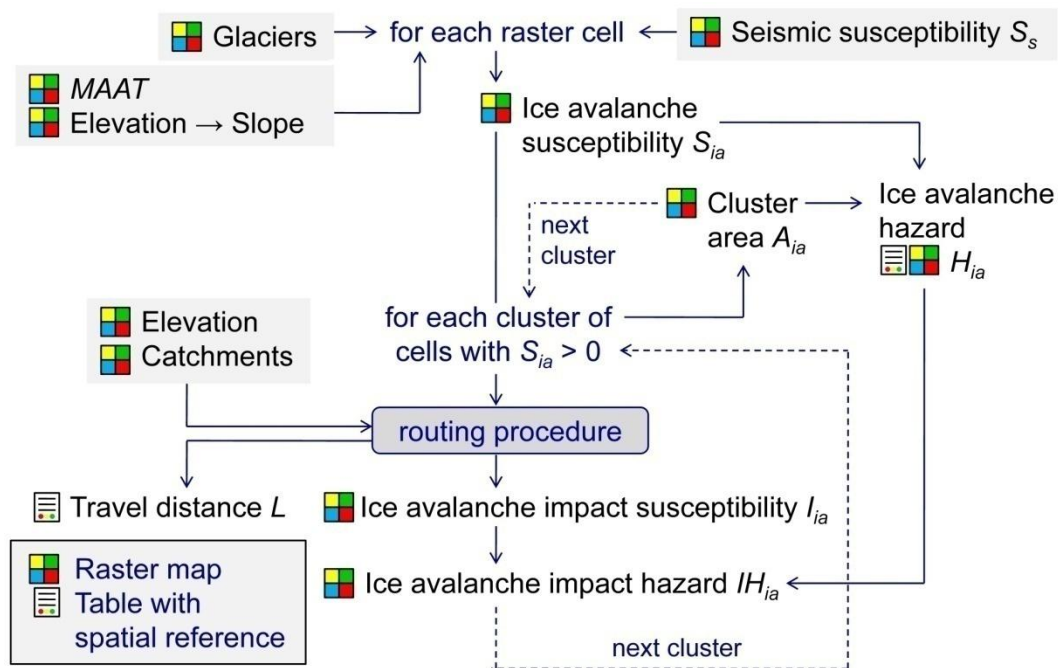 Glaciers
for each raster cell
Seismic susceptibility Ss
MAAT
Elevation → Slope
Ice avalanche
susceptibility Sia
Cluster
area Aia
Ice avalanche
hazard
Hia
next
cluster
for each cluster of
cells with Sia > 0
Elevation
Catchments
routing procedure
Travel distance L
Ice avalanche impact susceptibility Iia
Ice avalanche impact hazard IHia
Raster map
Table with
spatial reference
next cluster